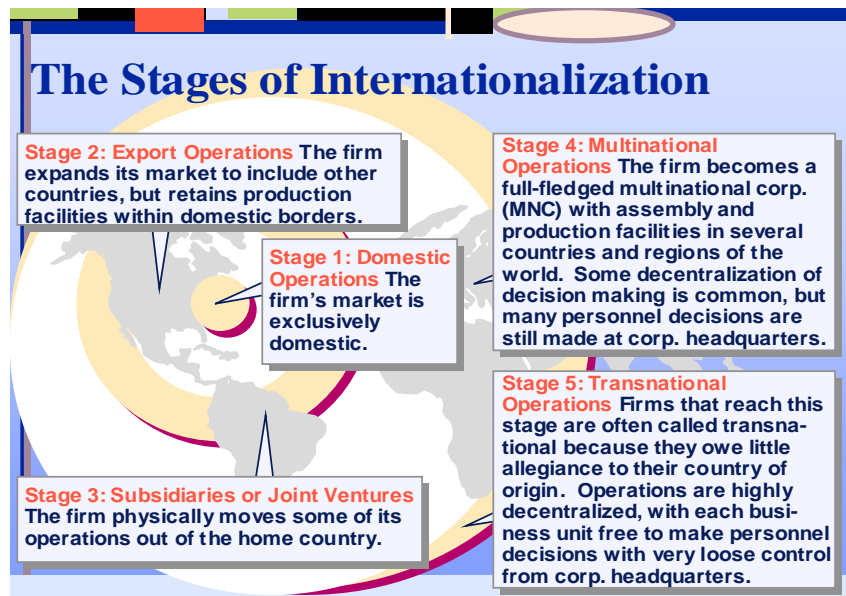 The Stages of Internationalization
Stage 2: Export Operations The firm
expands its market to include other
countries, but retains production
facilities within domestic borders.
Stage 1: Domestic
Operations The
firm's market is
exclusively
domestic.
Stage 3: Subsidiaries or Joint Ventures
The firm physically moves some of its
operations out of the home country.
Stage 4: Multinational
Operations The firm becomes a
full-fledged multinational corp.
(MNC) with assembly and
production facilities in several
countries and regions of the
world. Some decentralization of
decision making is common, but
many personnel decisions are
still made at corp. headquarters.
Stage 5: Transnational
Operations Firms that reach this
stage are often called transna-
tional because they owe little
allegiance to their country of
origin. Operations are highly
decentralized, with each busi-
ness unit free to make personnel
decisions with very loose control
from corp. headquarters.